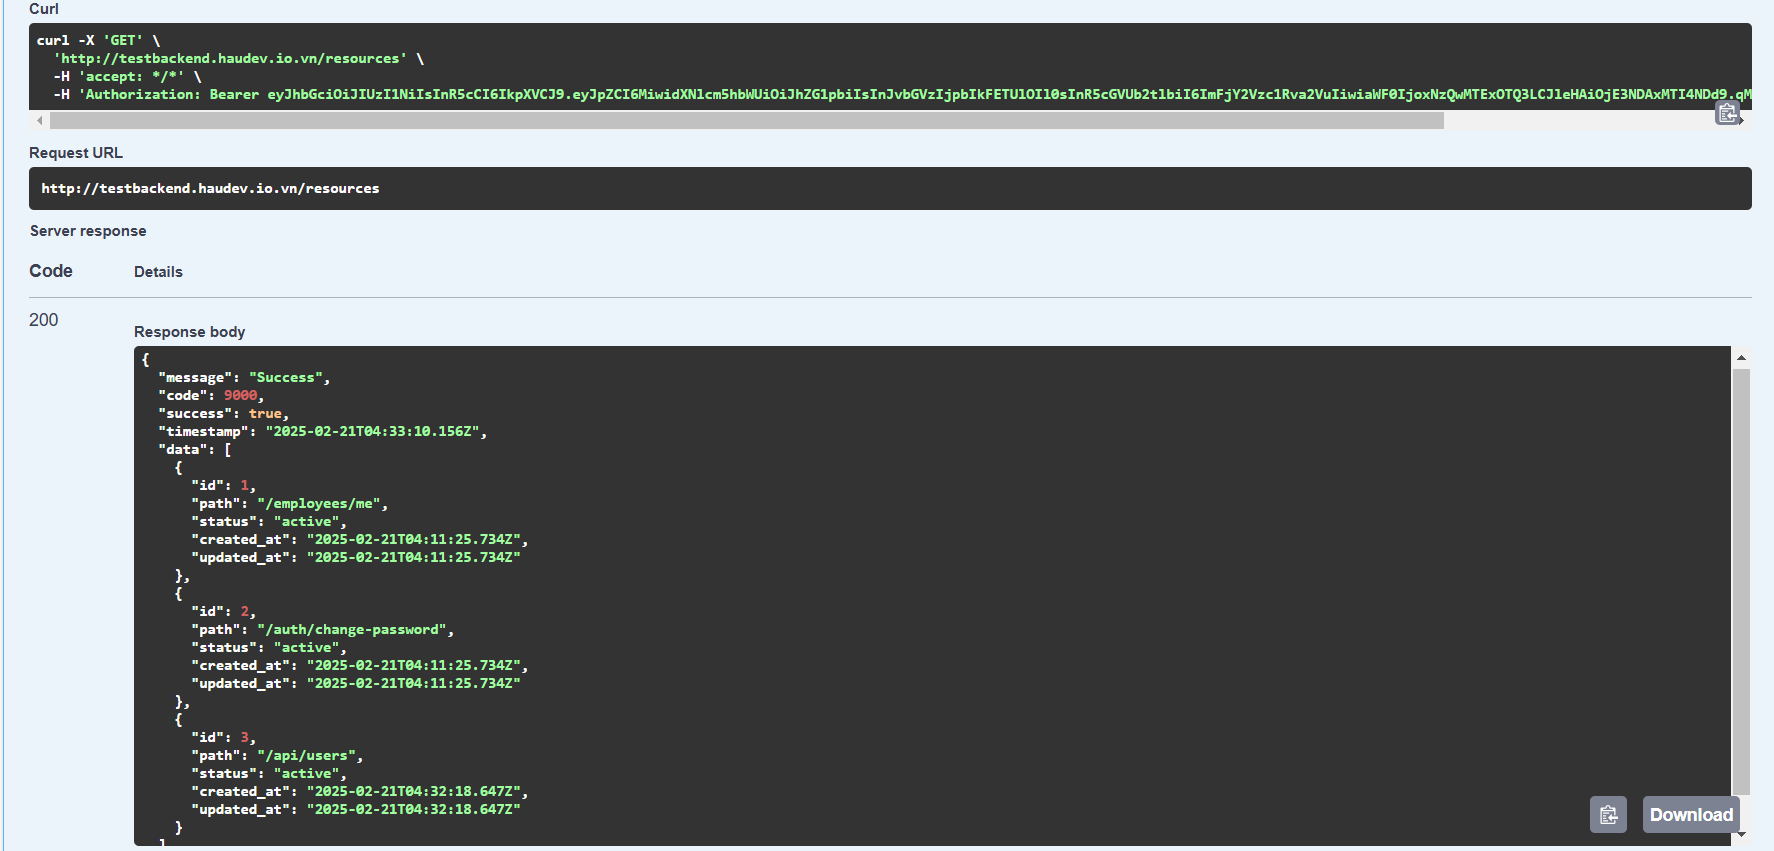 Curl
curl -X 'GET' \
'http://testbackend.haudev.io.vn/resources' \
-H 'accept: */*' \
-H 'Authorization: Bearer eyJhbGciOiJIUzI1NiIsInR5cCI6IkpXVCJ9.eyJpZCI6MiwidXNlcm5hbWUiOiJhZG1pbiIsInJvbGVzIjpbIkFETUlOIl0sInR5cGVUb2tlbiI6ImFjY2Vzc1Rva2VuIiwiaWF0IjoxNzQwMTExOTQ3LCJleHAiOjE3NDAxMTI4NDd9.qM
Request URL
http://testbackend.haudev.io.vn/resources
Server response
Code Details
200
Response body
{
"message": "Success",
"code": 9000,
"success": true,
"timestamp": "2025-02-21T04:33:10.156Z",
"data": [
{
"id": 1,
"path": "/employees/me",
"status": "active",
"created_at": "2025-02-21T04:11:25.734Z",
"updated_at": "2025-02-21T04:11:25.734Z"
},
{
"id": 2,
"path": "/auth/change-password",
"status": "active",
"created_at": "2025-02-21T04:11:25.734Z",
"updated_at": "2025-02-21T04:11:25.734Z"
},
{
"id": 3,
"path": "/api/users",
"status": "active",
"created_at": "2025-02-21T04:32:18.647Z",
"updated_at": "2025-02-21T04:32:18.647Z"
}
]
Download